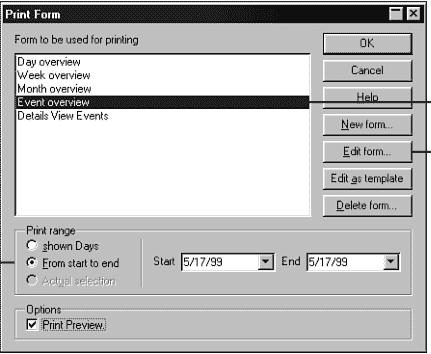 Print Form
Form to be used for printing
Day overview
Week overview
Month overview
Event overview
Details View Events
OK
Cancel
Help
New form...
Edit form...
Edit as template
Delete form...
Print range
shown Days
From start to end
Actual selection
Start 5/17/99 End 5/17/99
Options
Print Preview.